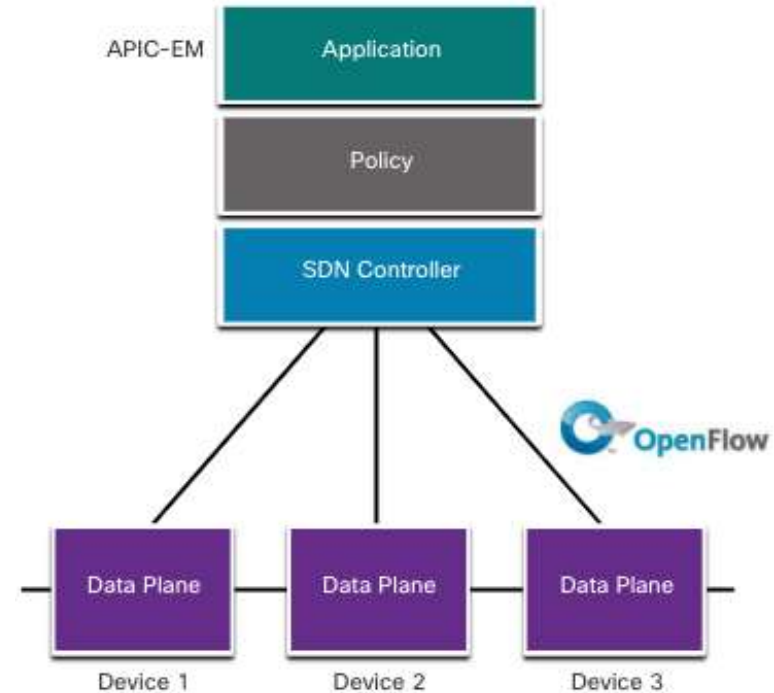 APIC-EM
Application
Policy
SDN Controller
OpenFlow
Data Plane
Data Plane
Data Plane
Device 1
Device 2
Device 3